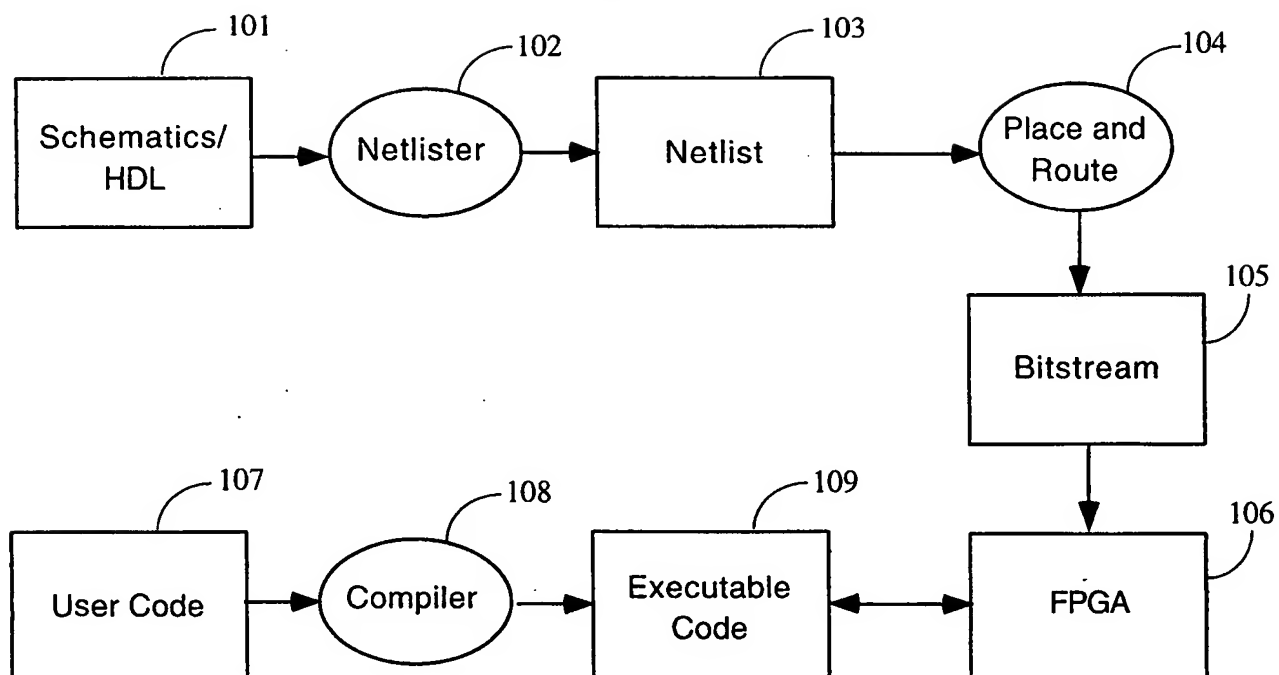 101
102
103
104
Schematics/
HDL
Netlister
Netlist
Place and
Route
105
Bitstream
107
108
109
106
User Code
Compiler
Executable
Code
FPGA